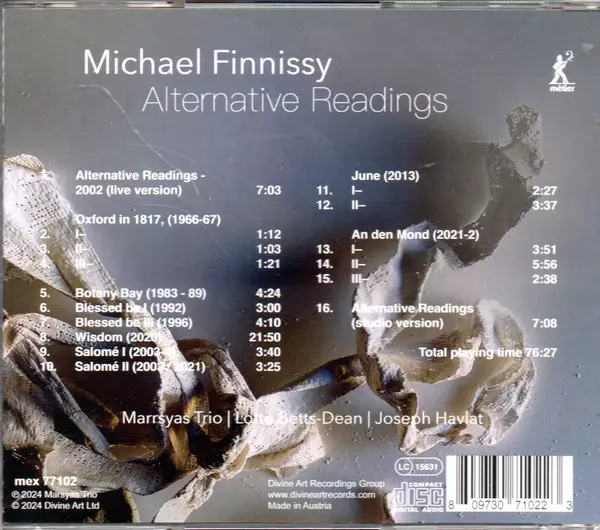 Michael Finnissy
Alternative Readings
métier
1. Alternative Readings -
2002 (live version) 7:03
Oxford in 1817, (1966-67)
2. I– 1:12
3. II– 1:03
4. III– 1:21
5. Botany Bay (1983 - 89) 4:24
6. Blessed be I (1992) 3:00
7. Blessed be III (1996) 4:10
8. Wisdom (2020) 21:50
9. Salomé I 3:40
10. Salomé II 2021) 3:25
June (2013)
11. I– 2:27
12. II– 3:37
An den Mond (2021-2)
13. I– 3:51
14. II– 5:56
15. III– 2:38
16. Alternative Readings
(studio version) 7:08
Total playing time 76:27
Marrsyas Trio | Lotte Betts-Dean | Joseph Havlat
mex 77102
℗ 2024 Marsyas Trio
© 2024 Divine Art Ltd
Divine Art Recordings Group
www.divineartrecords.com
Made in Austria
LC 15631
COMPACT
disc
DIGITAL AUDIO
8 09730 71022 3